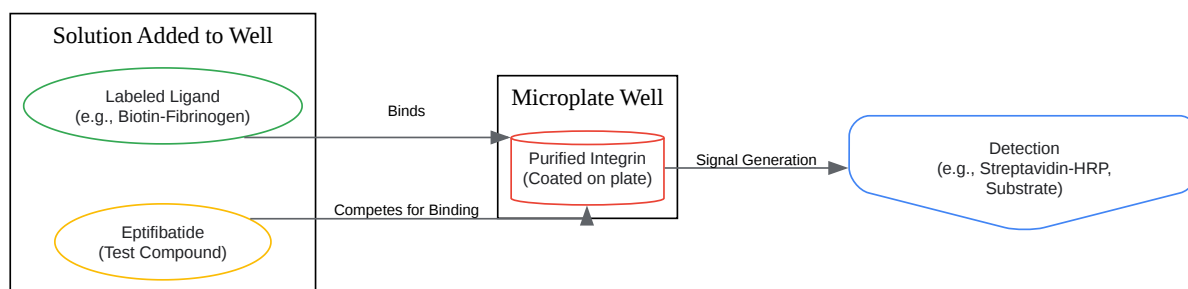 Solution Added to Well
Labeled Ligand
(e.g., Biotin-Fibrinogen)
Binds
Microplate Well
Purified Integrin
(Coated on plate)
Signal Generation
Detection
(e.g., Streptavidin-HRP,
Substrate)
Competes for Binding
Eptifibatide
(Test Compound)